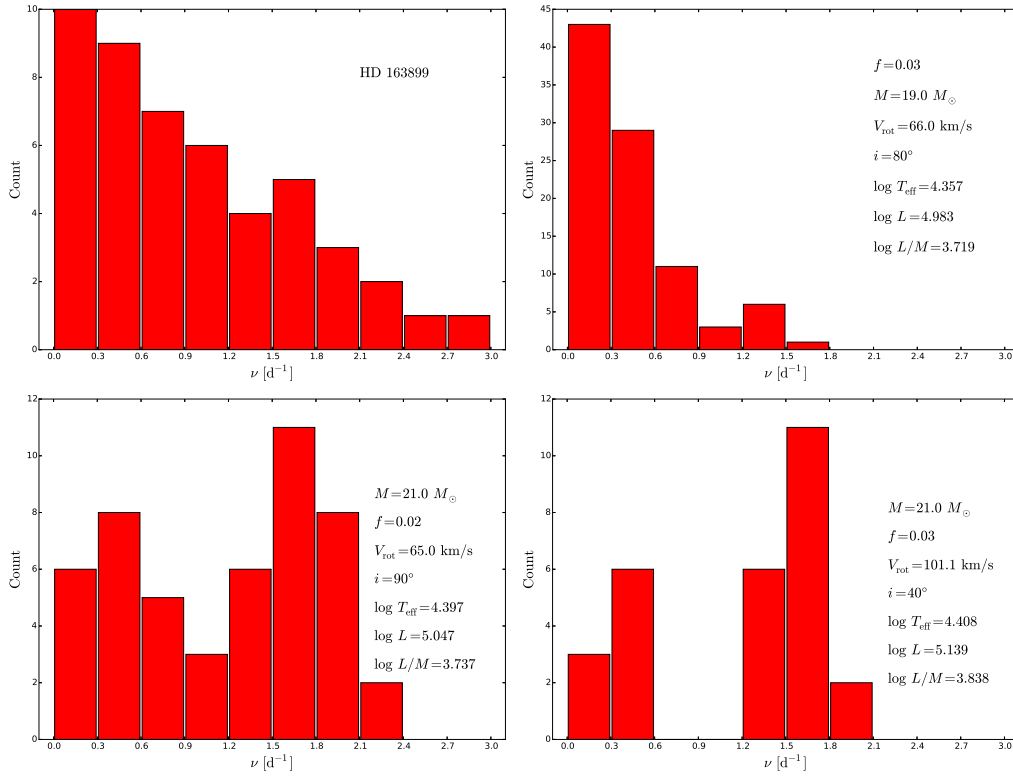 10
8
6
4
2
0
Count
HD 163899
0.0 0.3 0.6 0.9 1.2 1.5 1.8 2.1 2.4 2.7 3.0
ν [d⁻¹]
45
40
35
30
25
20
15
10
5
0
Count
f=0.03
M=19.0 M☉
V_rot=66.0 km/s
i=80°
log T_eff=4.357
log L=4.983
log L/M=3.719
0.0 0.3 0.6 0.9 1.2 1.5 1.8 2.1 2.4 2.7 3.0
ν [d⁻¹]
12
10
8
6
4
2
0
Count
M=21.0 M☉
f=0.02
V_rot=65.0 km/s
i=90°
log T_eff=4.397
log L=5.047
log L/M=3.737
0.0 0.3 0.6 0.9 1.2 1.5 1.8 2.1 2.4 2.7 3.0
ν [d⁻¹]
12
10
8
6
4
2
0
Count
M=21.0 M☉
f=0.03
V_rot=101.1 km/s
i=40°
log T_eff=4.408
log L=5.139
log L/M=3.838
0.0 0.3 0.6 0.9 1.2 1.5 1.8 2.1 2.4 2.7 3.0
ν [d⁻¹]